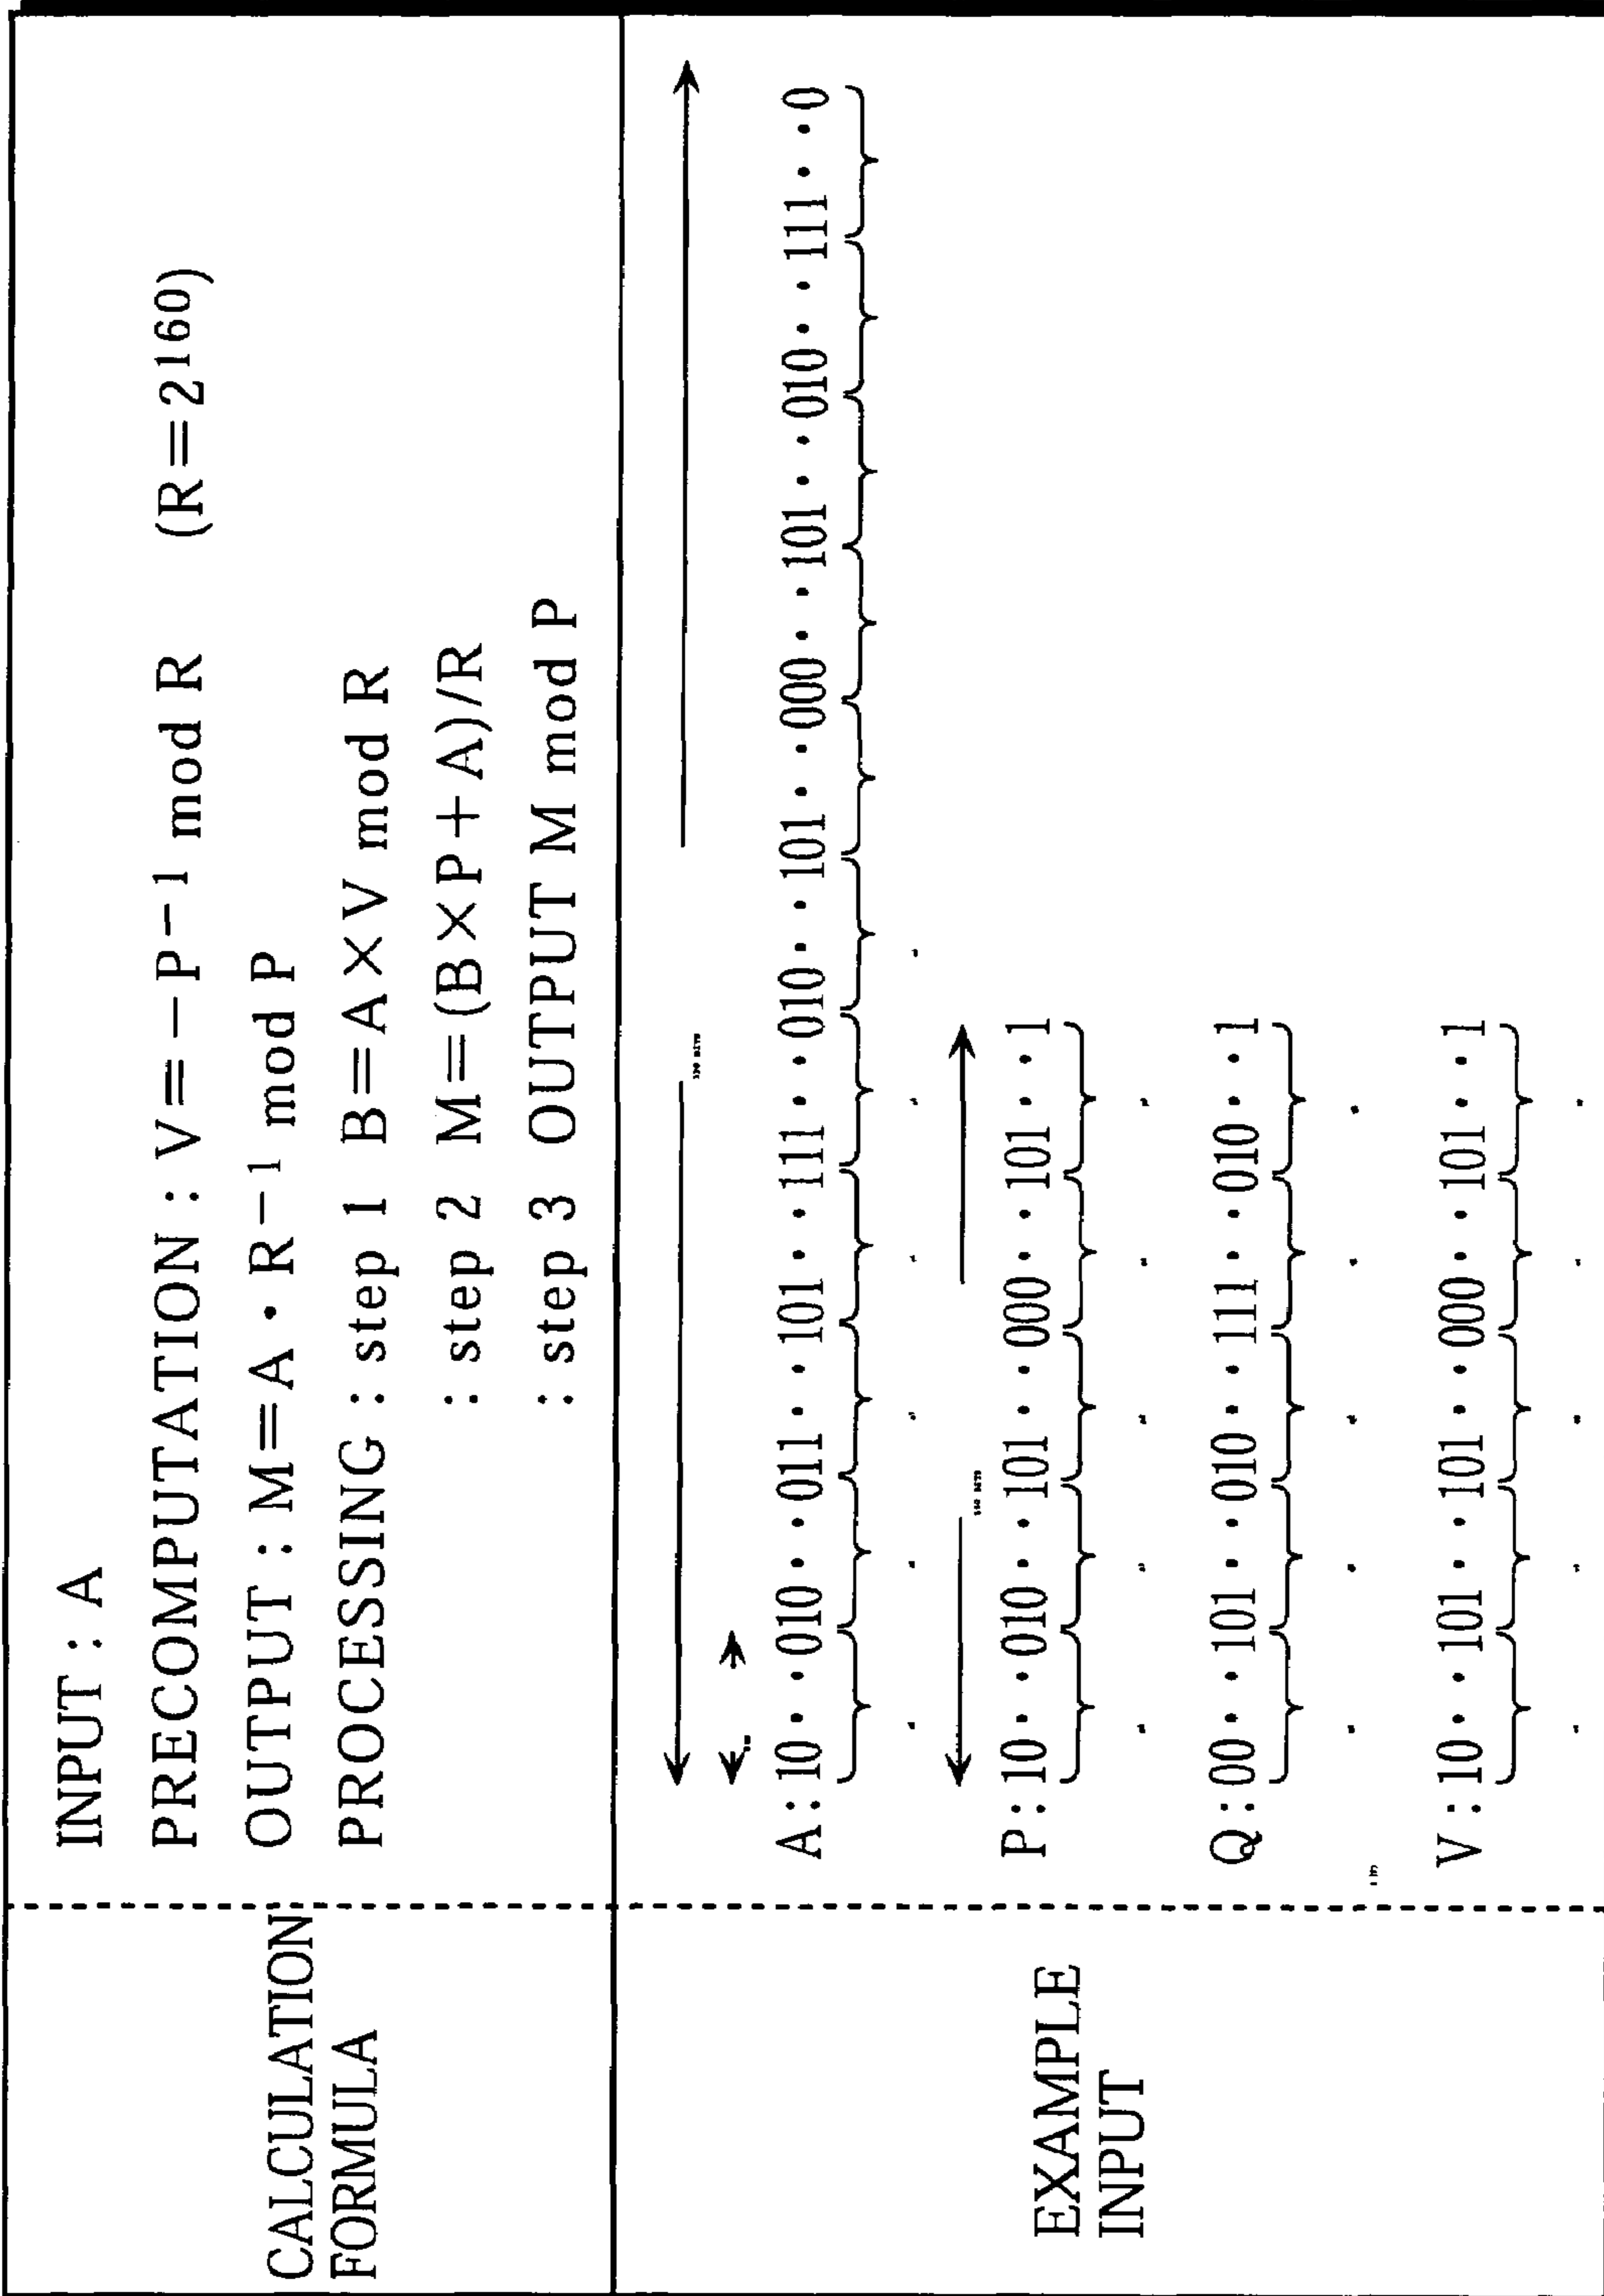 CALCULATION
FORMULA
INPUT : A
PRECOMPUTATION : V=−P⁻¹ mod R (R=2¹⁶⁰)
OUTPUT : M=A・R⁻¹ mod P
PROCESSING : step 1 B=A×V mod R
: step 2 M=(B×P+A)/R
: step 3 OUTPUT M mod P
EXAMPLE
INPUT
A : 10・・010・・011・・101・・111・・010・・101・・000・・101・・010・・111・・0
P : 10・・010・・101・・000・・101・・1
Q : 00・・101・・010・・111・・010・・1
V : 10・・101・・101・・000・・101・・1